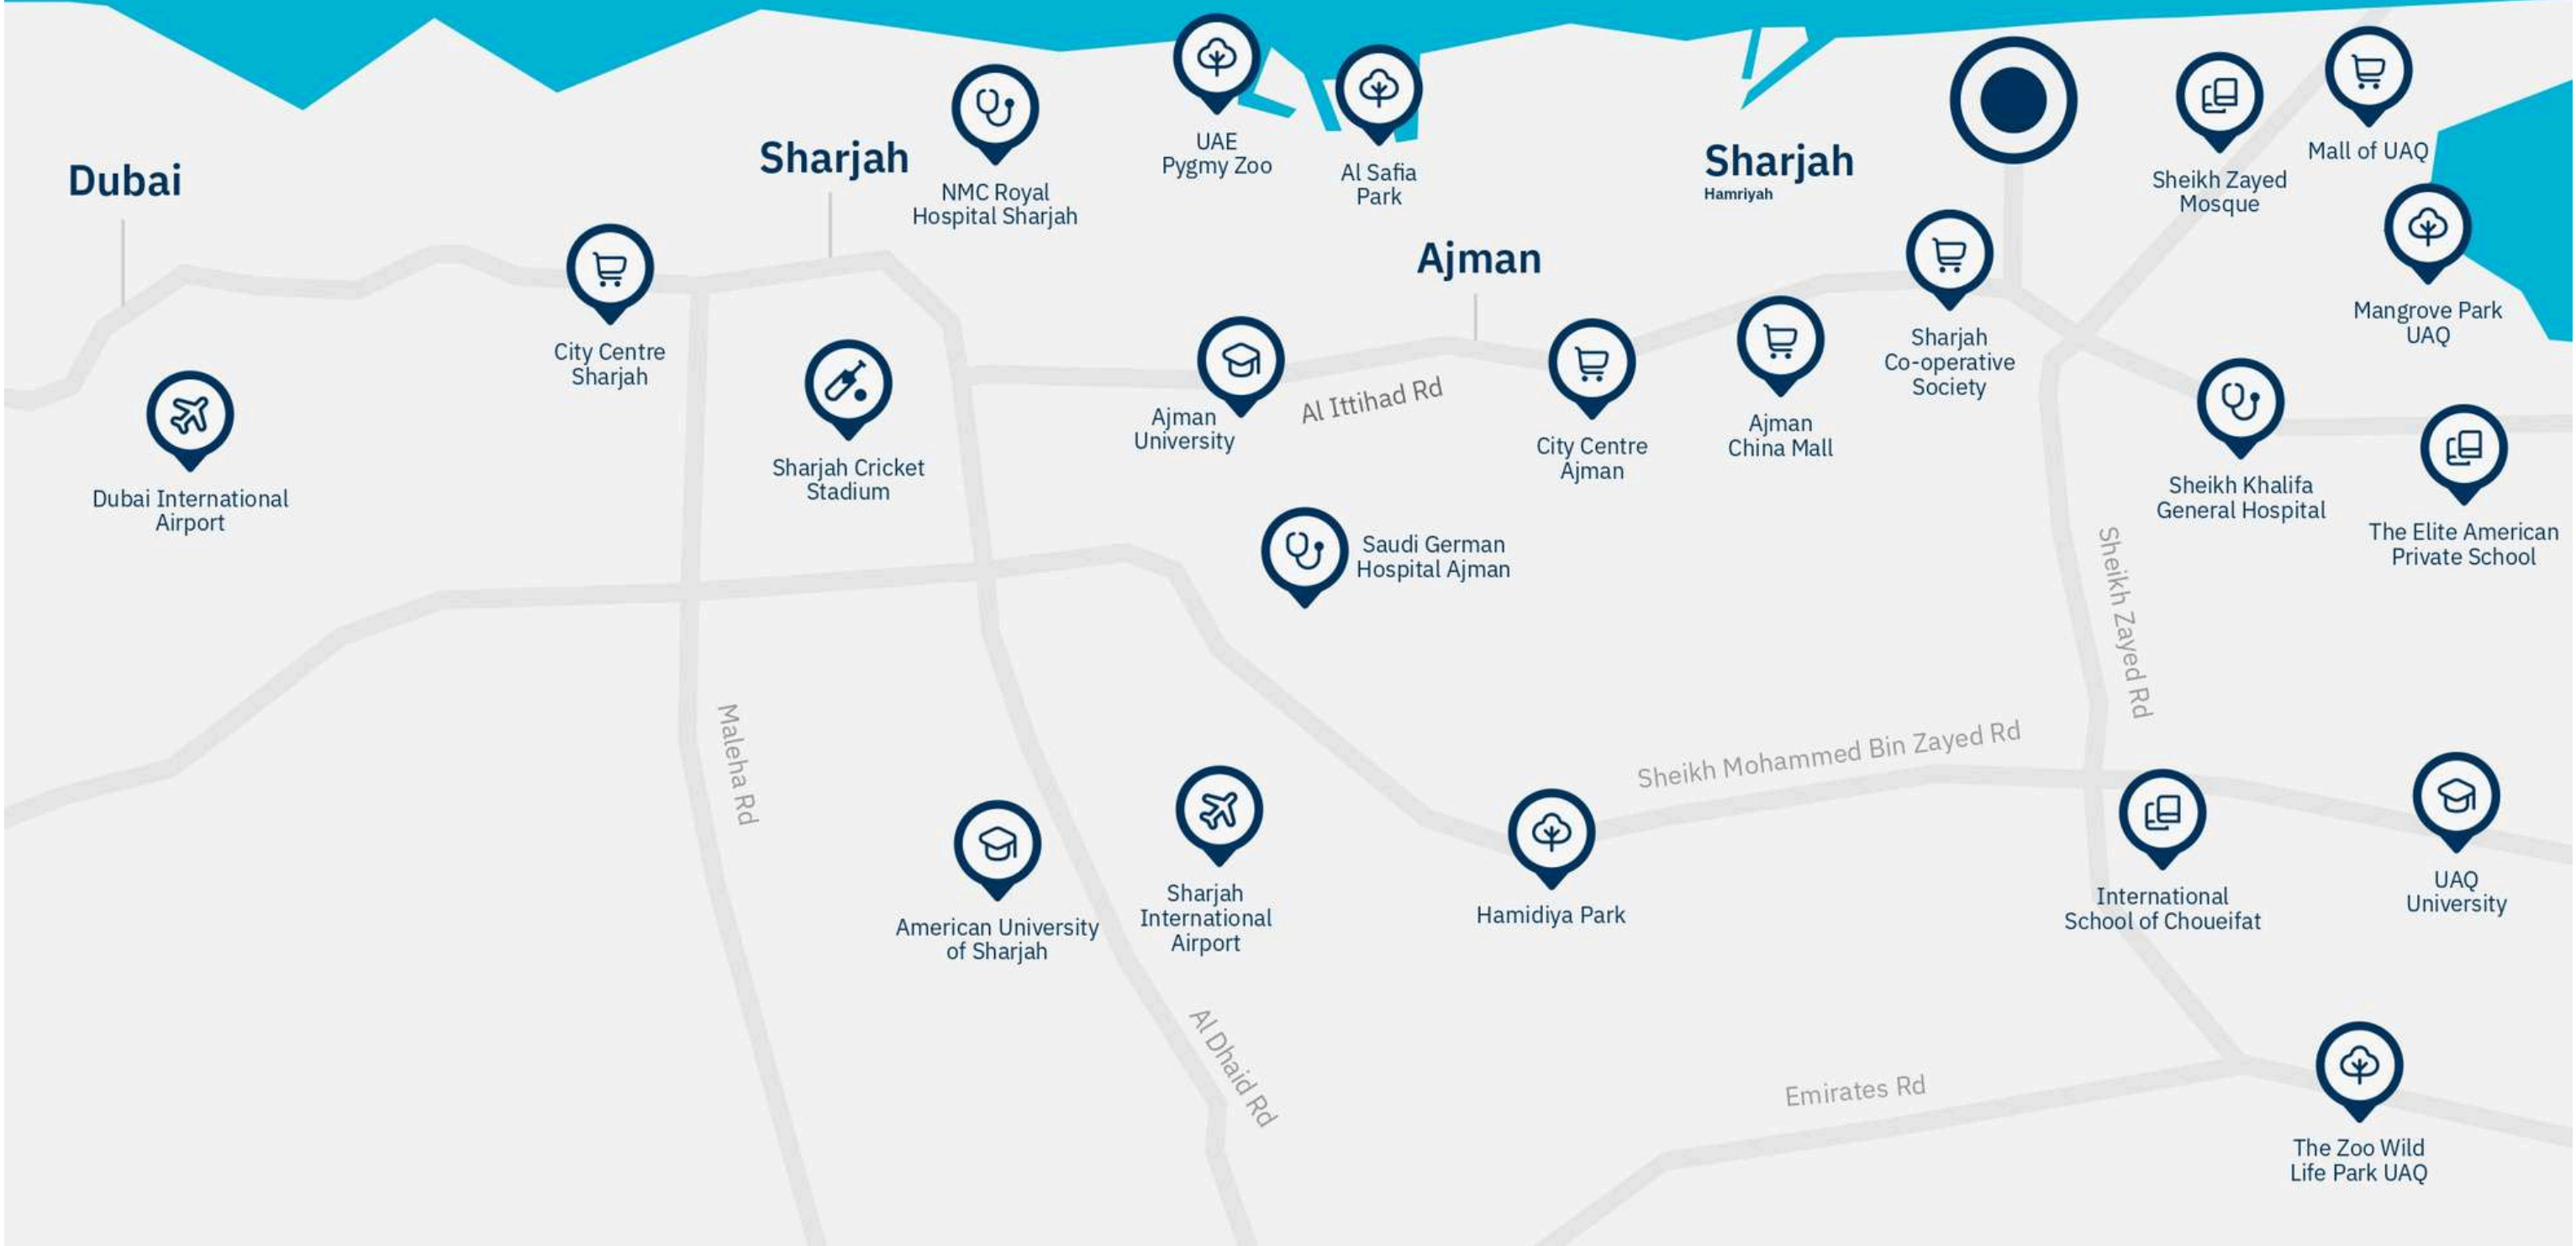 Dubai
Sharjah
NMC Royal
Hospital Sharjah
UAE
Pygmy Zoo
Al Safia
Park
Sharjah
Hamriyah
Sheikh Zayed
Mosque
Mall of UAQ
Ajman
Mangrove Park
UAQ
City Centre
Sharjah
Sharjah
Co-operative
Society
Dubai International
Airport
Sharjah Cricket
Stadium
Ajman
University
Al Ittihad Rd
City Centre
Ajman
Ajman
China Mall
Sheikh Khalifa
General Hospital
The Elite American
Private School
Saudi German
Hospital Ajman
Sheikh Zayed Rd
Maleha Rd
Sheikh Mohammed Bin Zayed Rd
American University
of Sharjah
Sharjah
International
Airport
Hamidiya Park
International
School of Choueifat
UAQ
University
Al Dhaid Rd
Emirates Rd
The Zoo Wild
Life Park UAQ